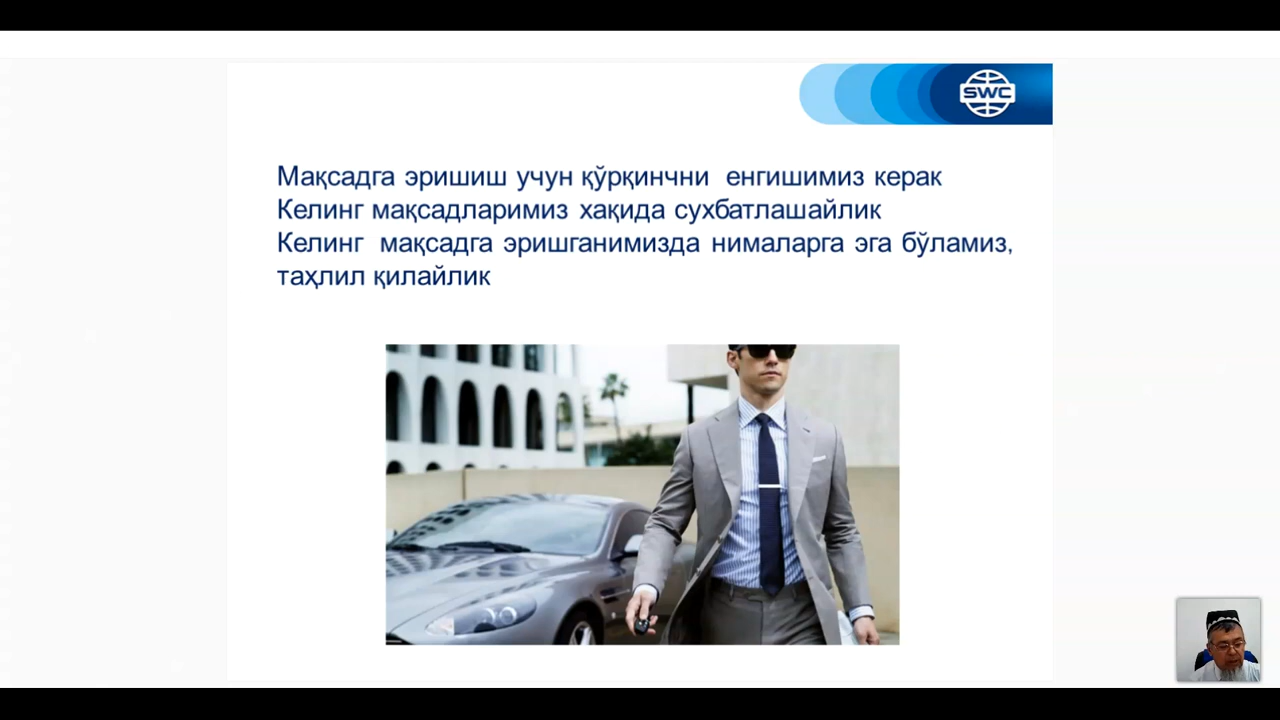 SWC
Мақсадга эришиш учун қўрқинчни енгишимиз керак
Келинг мақсадларимиз хақида сухбатлашайлик
Келинг мақсадга эришганимизда нималарга эга бўламиз,
таҳлил қилайлик